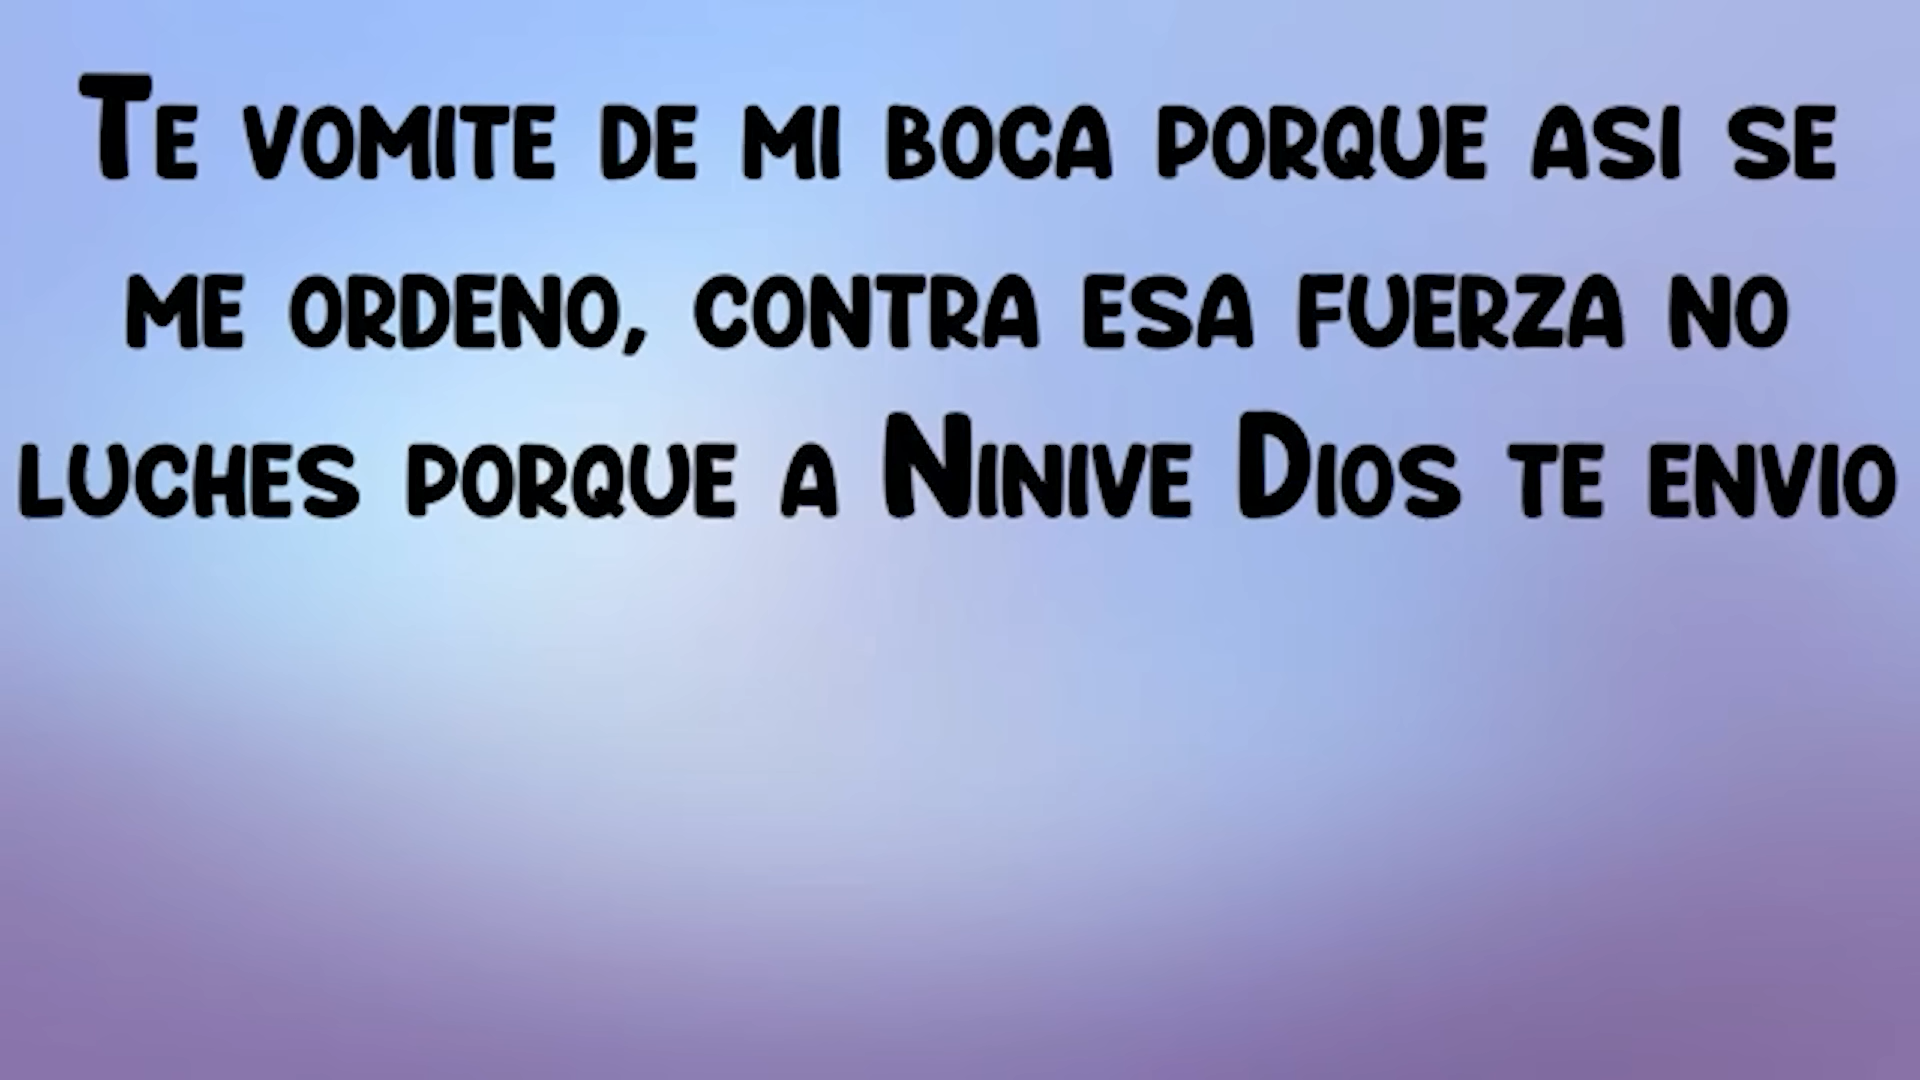 Te vomite de mi boca porque asi se
me ordeno, contra esa fuerza no
luches porque a Ninive Dios te envio